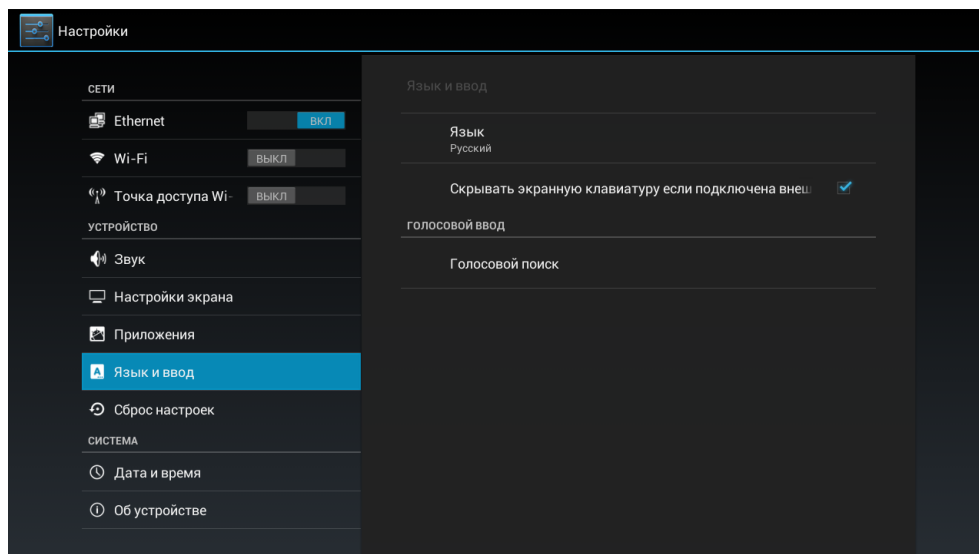 Настройки
СЕТИ
Ethernet ВКЛ
Wi-Fi ВЫКЛ
Точка доступа Wi- ВЫКЛ
УСТРОЙСТВО
Звук
Настройки экрана
Приложения
Язык и ввод
Сброс настроек
СИСТЕМА
Дата и время
Об устройстве
Язык и ввод
Язык
Русский
Скрывать экранную клавиатуру если подключена внеш
ГОЛОСОВОЙ ВВОД
Голосовой поиск